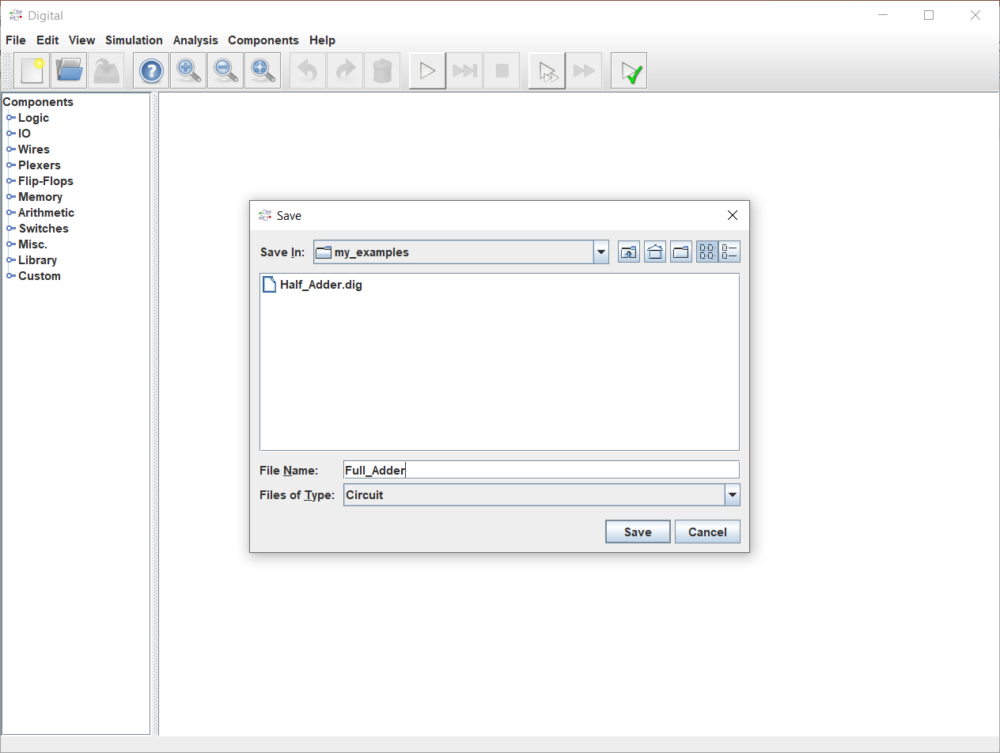 Digital
File Edit View Simulation Analysis Components Help
Components
Logic
IO
Wires
Plexers
Flip-Flops
Memory
Arithmetic
Switches
Misc.
Library
Custom
Save
Save In: my_examples
Half_Adder.dig
File Name: Full_Adder
Files of Type: Circuit
Save Cancel